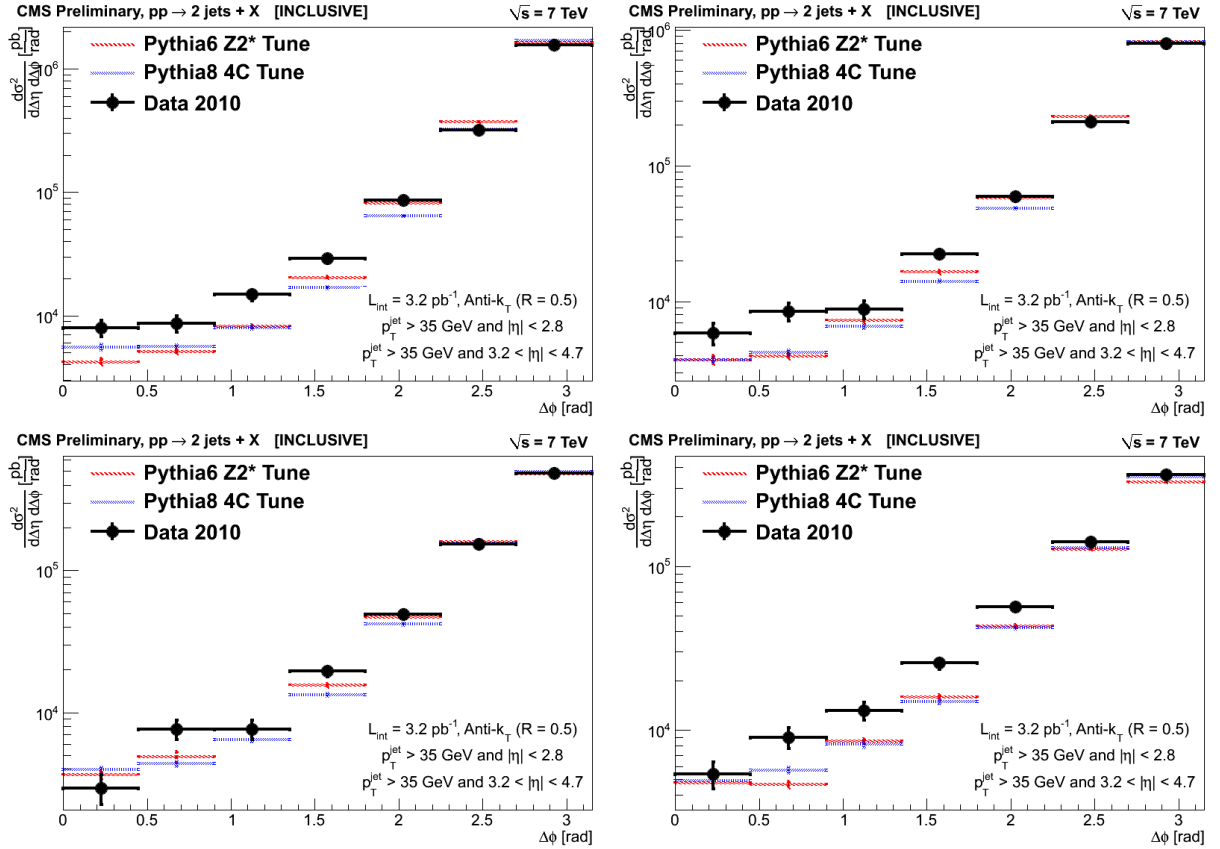 CMS Preliminary, pp → 2 jets + X [INCLUSIVE] √s = 7 TeV
dσ² / dΔη dΔφ [pb / rad]
Pythia6 Z2* Tune
Pythia8 4C Tune
Data 2010
10⁶
10⁵
10⁴
L_int = 3.2 pb⁻¹, Anti-k_T (R = 0.5)
p_T^jet > 35 GeV and |η| < 2.8
p_T^jet > 35 GeV and 3.2 < |η| < 4.7
0 0.5 1 1.5 2 2.5 3
Δφ [rad]
CMS Preliminary, pp → 2 jets + X [INCLUSIVE] √s = 7 TeV
dσ² / dΔη dΔφ [pb / rad]
Pythia6 Z2* Tune
Pythia8 4C Tune
Data 2010
10⁶
10⁵
10⁴
L_int = 3.2 pb⁻¹, Anti-k_T (R = 0.5)
p_T^jet > 35 GeV and |η| < 2.8
p_T^jet > 35 GeV and 3.2 < |η| < 4.7
0 0.5 1 1.5 2 2.5 3
Δφ [rad]
CMS Preliminary, pp → 2 jets + X [INCLUSIVE] √s = 7 TeV
dσ² / dΔη dΔφ [pb / rad]
Pythia6 Z2* Tune
Pythia8 4C Tune
Data 2010
10⁵
10⁴
L_int = 3.2 pb⁻¹, Anti-k_T (R = 0.5)
p_T^jet > 35 GeV and |η| < 2.8
p_T^jet > 35 GeV and 3.2 < |η| < 4.7
0 0.5 1 1.5 2 2.5 3
Δφ [rad]
CMS Preliminary, pp → 2 jets + X [INCLUSIVE] √s = 7 TeV
dσ² / dΔη dΔφ [pb / rad]
Pythia6 Z2* Tune
Pythia8 4C Tune
Data 2010
10⁵
10⁴
L_int = 3.2 pb⁻¹, Anti-k_T (R = 0.5)
p_T^jet > 35 GeV and |η| < 2.8
p_T^jet > 35 GeV and 3.2 < |η| < 4.7
0 0.5 1 1.5 2 2.5 3
Δφ [rad]